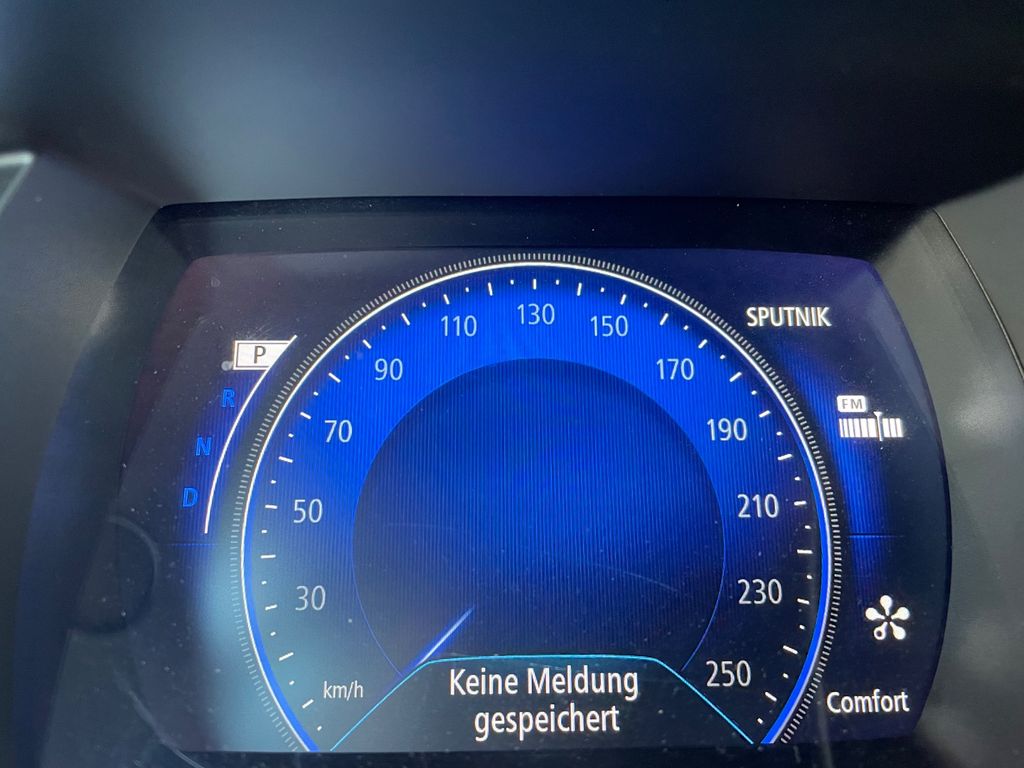 SPUTNIK
P
R
N
D
FM
30
50
70
90
110
130
150
170
190
210
230
250
km/h
Keine Meldung
gespeichert
Comfort